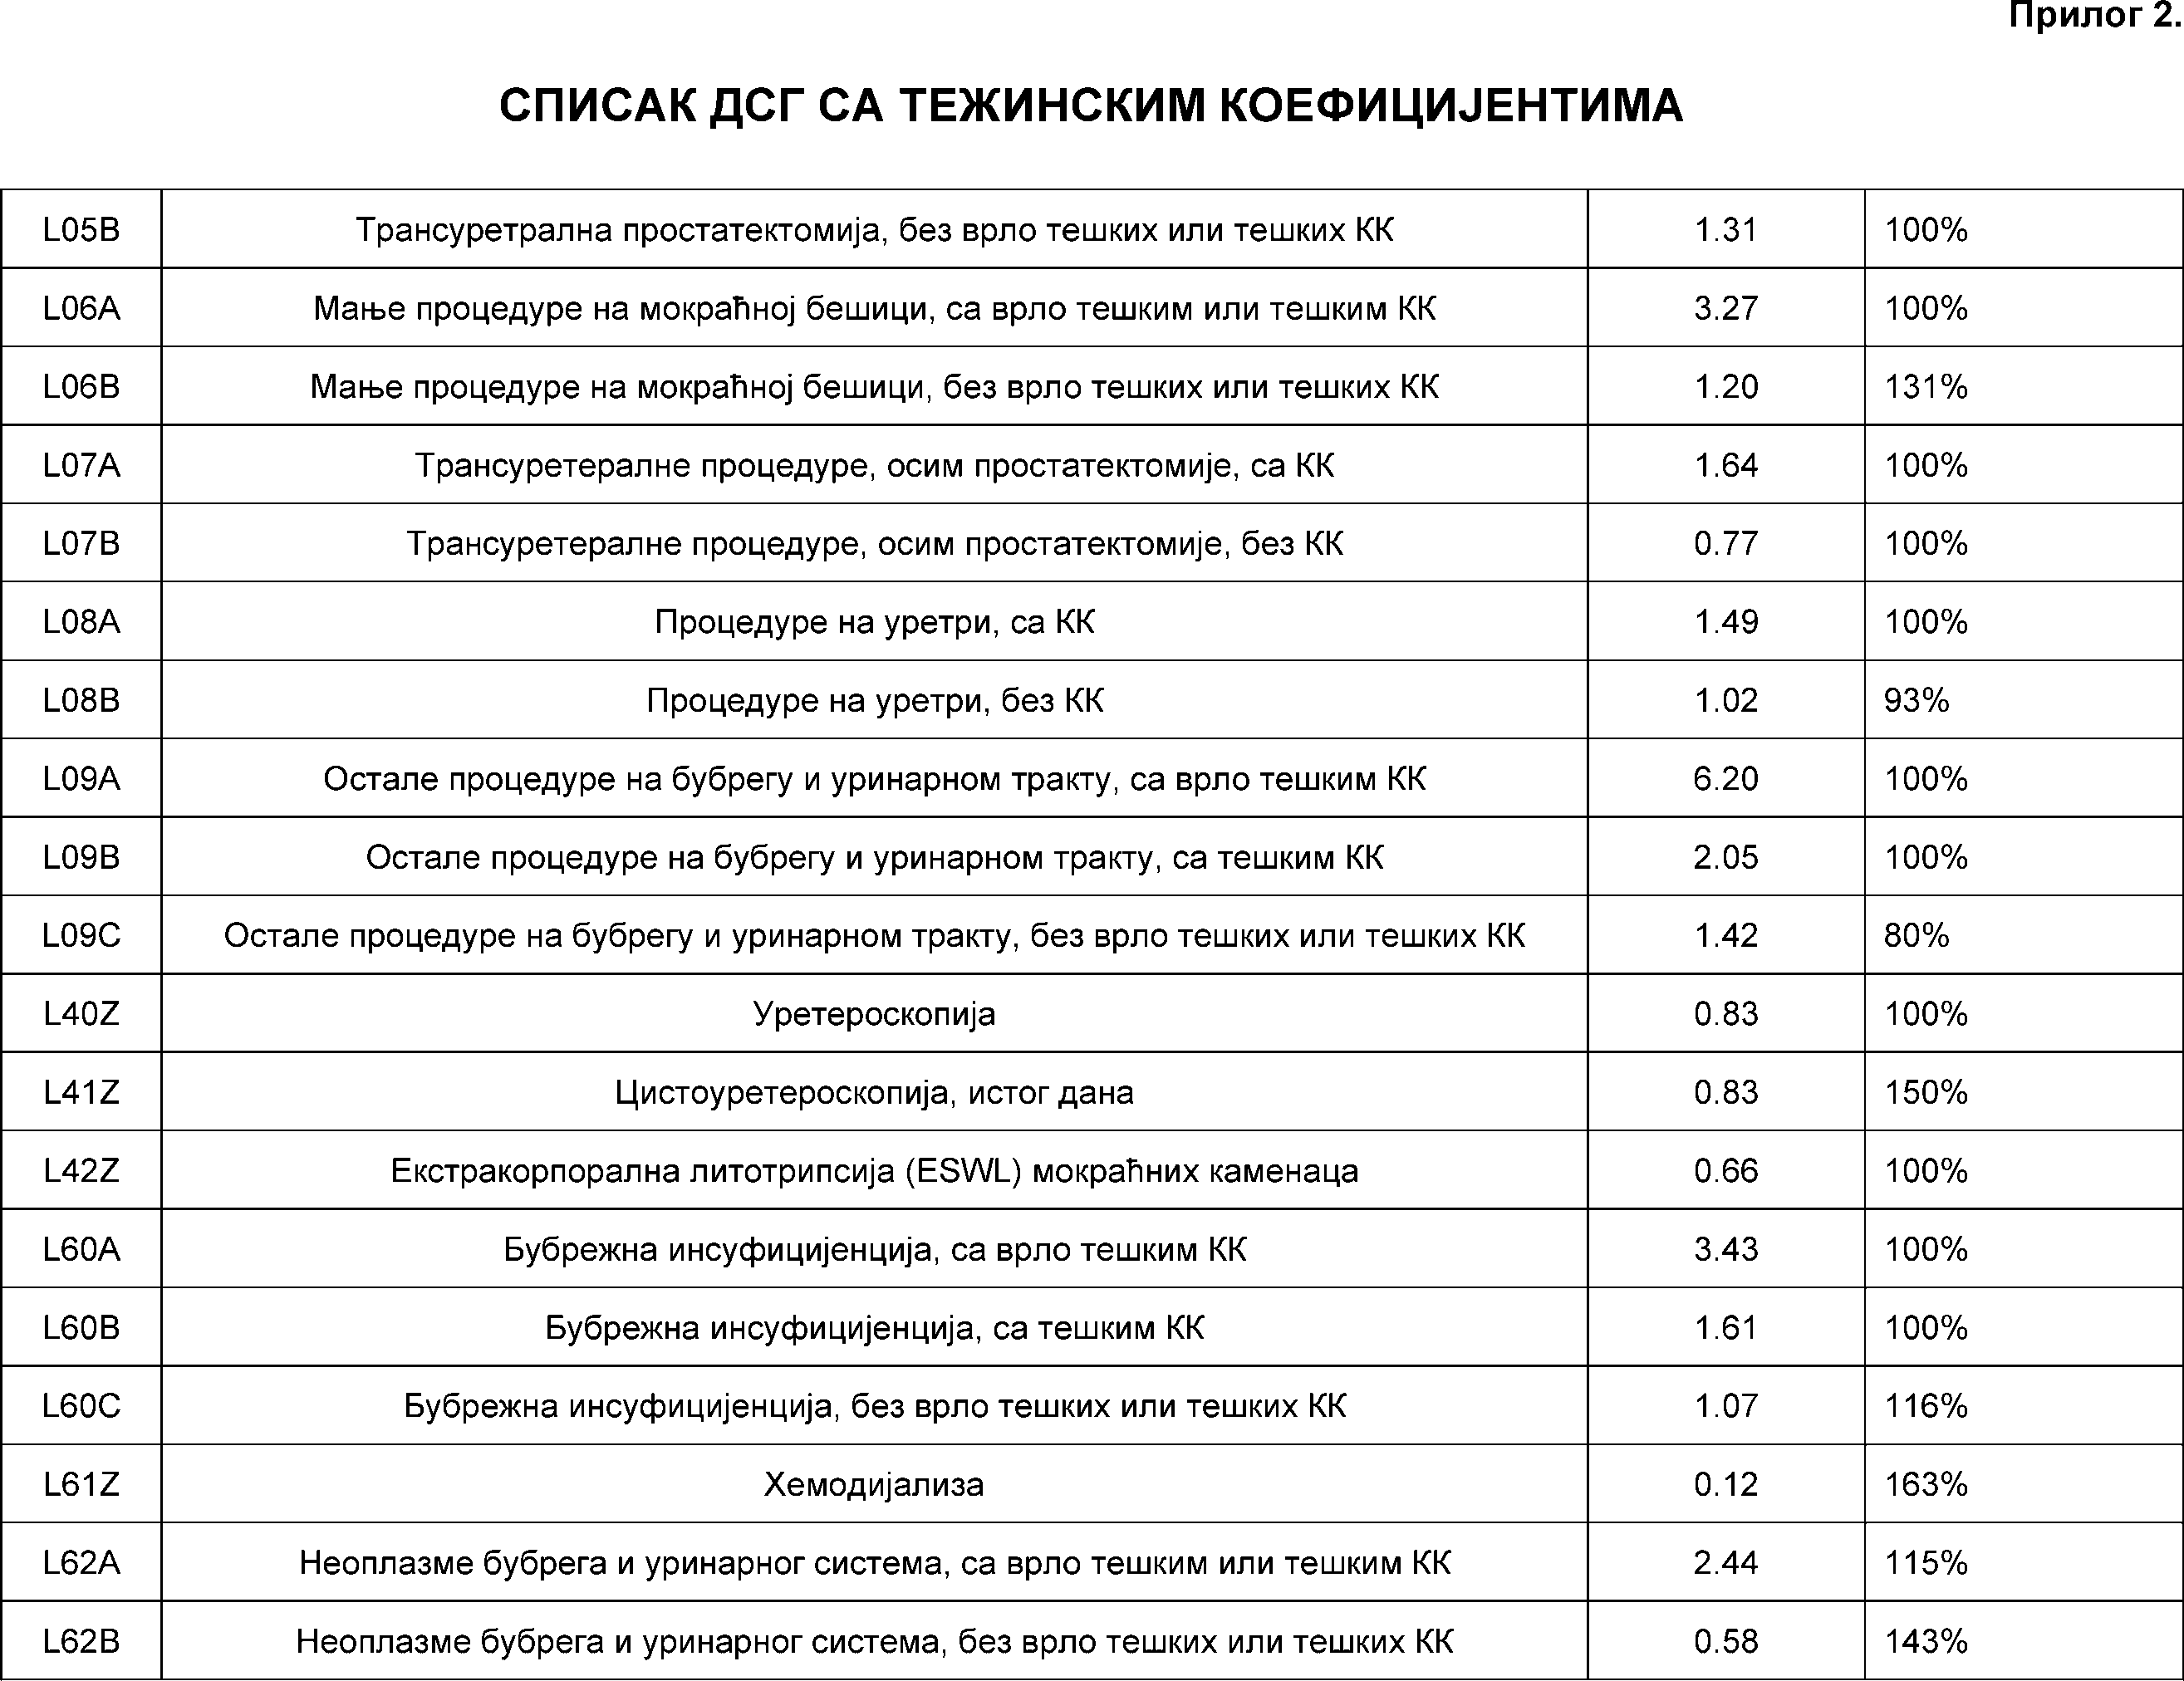 Прилог 2.
СПИСАК ДСГ СА ТЕЖИНСКИМ КОЕФИЦИЈЕНТИМА
L05B Трансуретрална простатектомија, без врло тешких или тешких КК 1.31 100%
L06A Мање процедуре на мокраћној бешици, са врло тешким или тешким КК 3.27 100%
L06B Мање процедуре на мокраћној бешици, без врло тешких или тешких КК 1.20 131%
L07A Трансуретералне процедуре, осим простатектомије, са КК 1.64 100%
L07B Трансуретералне процедуре, осим простатектомије, без КК 0.77 100%
L08A Процедуре на уретри, са КК 1.49 100%
L08B Процедуре на уретри, без КК 1.02 93%
L09A Остале процедуре на бубрегу и уринарном тракту, са врло тешким КК 6.20 100%
L09B Остале процедуре на бубрегу и уринарном тракту, са тешким КК 2.05 100%
L09C Остале процедуре на бубрегу и уринарном тракту, без врло тешких или тешких КК 1.42 80%
L40Z Уретероскопија 0.83 100%
L41Z Цистоуретероскопија, истог дана 0.83 150%
L42Z Екстракорпорална литотрипсија (ESWL) мокраћних каменаца 0.66 100%
L60A Бубрежна инсуфицијенција, са врло тешким КК 3.43 100%
L60B Бубрежна инсуфицијенција, са тешким КК 1.61 100%
L60C Бубрежна инсуфицијенција, без врло тешких или тешких КК 1.07 116%
L61Z Хемодијализа 0.12 163%
L62A Неоплазме бубрега и уринарног система, са врло тешким или тешким КК 2.44 115%
L62B Неоплазме бубрега и уринарног система, без врло тешких или тешких КК 0.58 143%